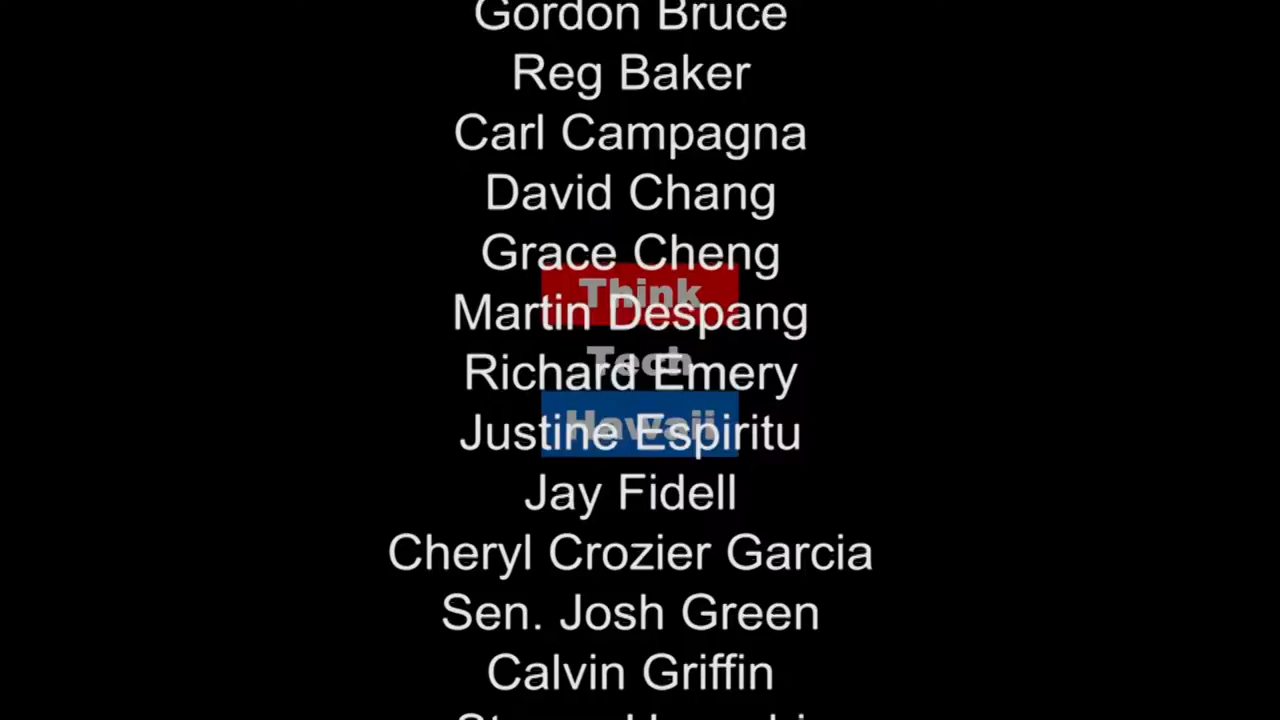 Gordon Bruce
Reg Baker
Carl Campagna
David Chang
Grace Cheng
Think
Martin Despang
Tech
Richard Emery
Hawaii
Justine Espiritu
Jay Fidell
Cheryl Crozier Garcia
Sen. Josh Green
Calvin Griffin